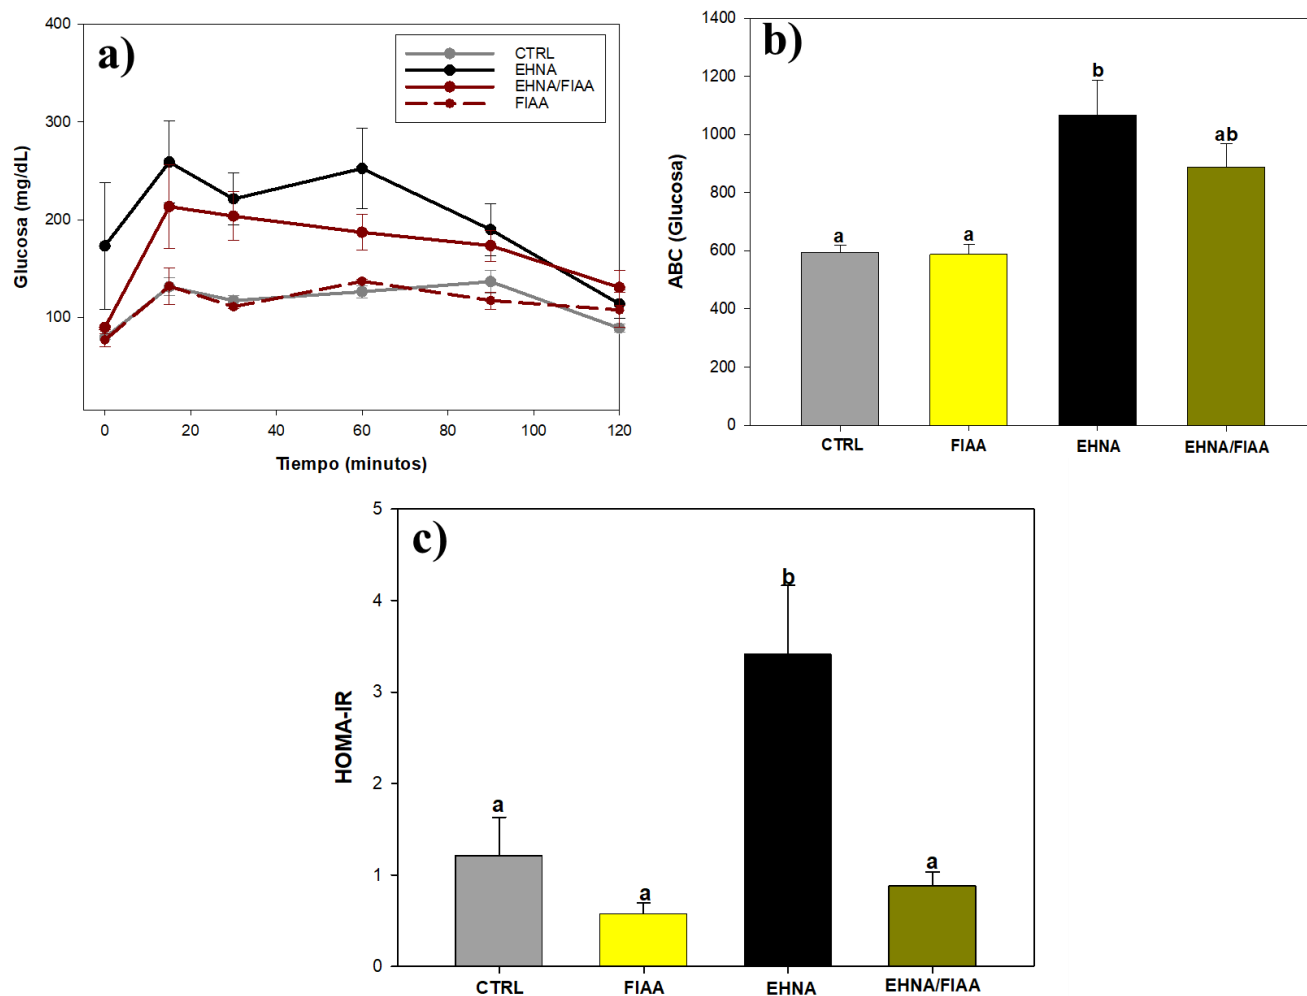 a)
400
300
200
100
Glucosa (mg/dL)
CTRL
EHNA
EHNA/FIAA
FIAA
0 20 40 60 80 100 120
Tiempo (minutos)
b)
1400
1200
1000
800
600
400
200
0
ABC (Glucosa)
a a b ab
CTRL FIAA EHNA EHNA/FIAA
c)
5
4
3
2
1
0
HOMA-IR
a a b a
CTRL FIAA EHNA EHNA/FIAA